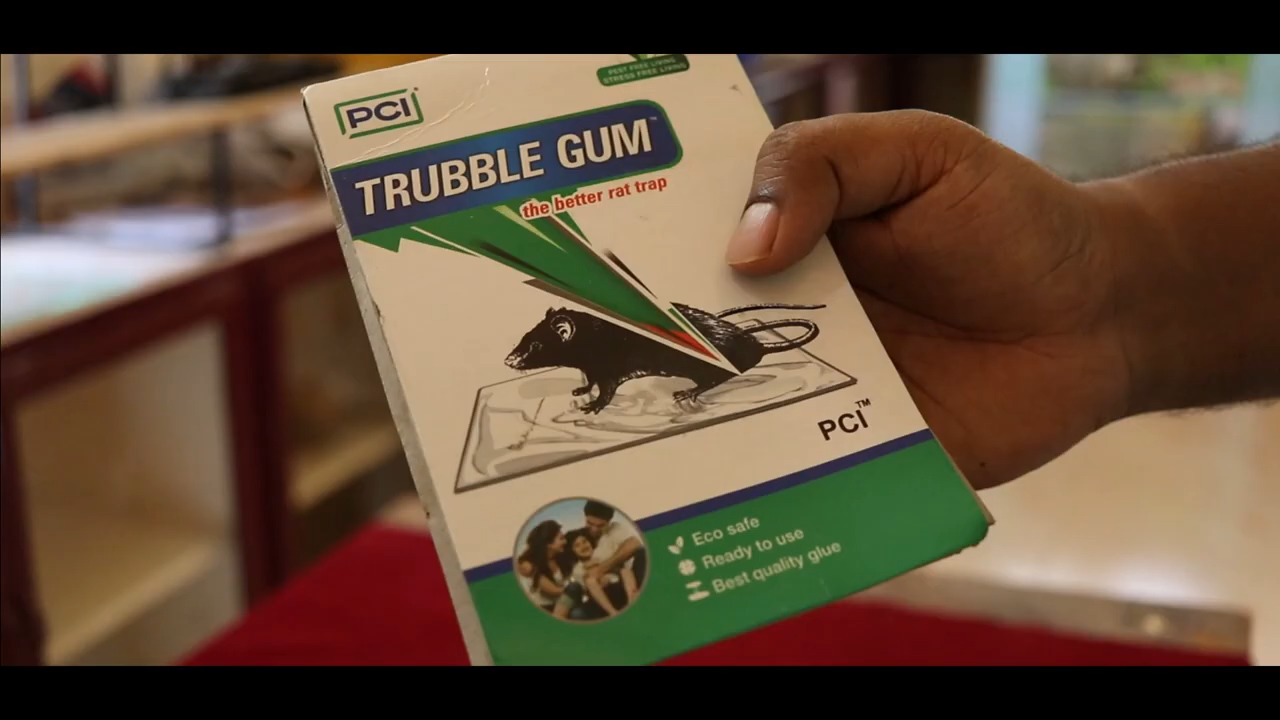 PEST FREE LIVING
STRESS FREE LIVING
PCI
TRUBBLE GUM™
the better rat trap
PCI™
Eco safe
Ready to use
Best quality glue